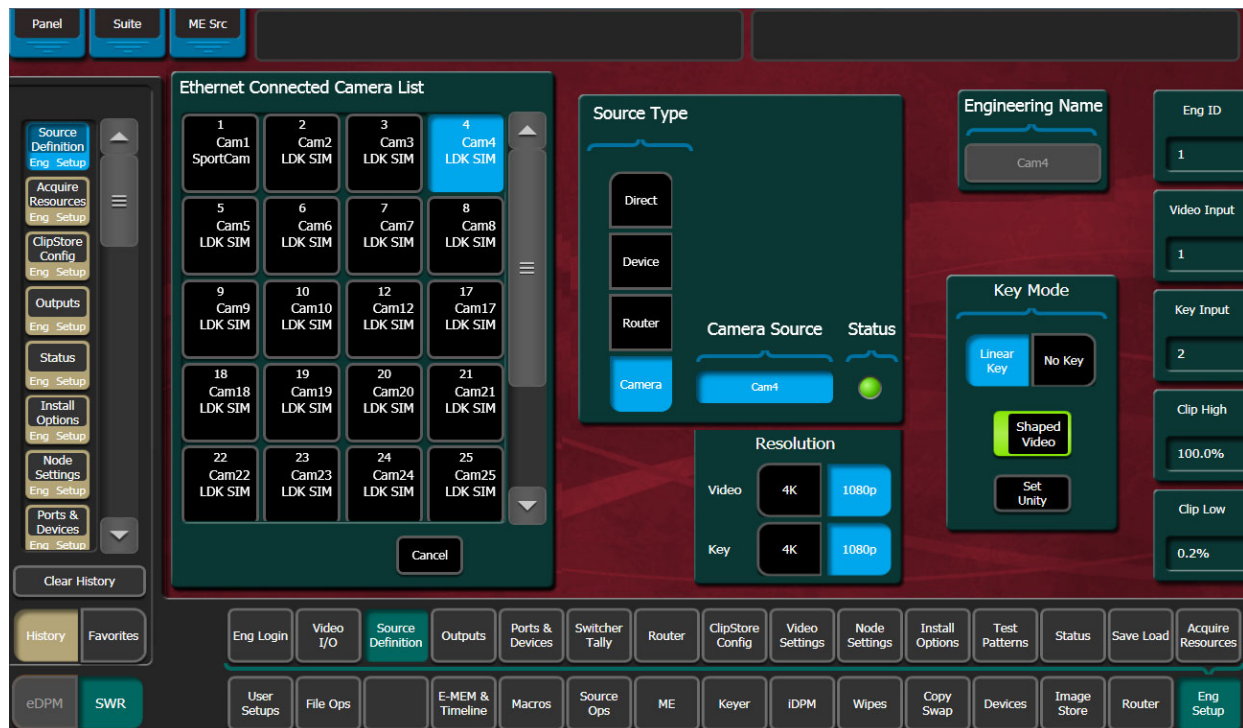 Panel
Suite
ME Src
Source
Definition
Eng Setup
Acquire
Resources
Eng Setup
ClipStore
Config
Eng Setup
Outputs
Eng Setup
Status
Eng Setup
Install
Options
Eng Setup
Node
Settings
Eng Setup
Ports &
Devices
Eng Setup
Clear History
History
Favorites
eDPM
SWR
Ethernet Connected Camera List
1
Cam1
SportCam
2
Cam2
LDK SIM
3
Cam3
LDK SIM
4
Cam4
LDK SIM
5
Cam5
LDK SIM
6
Cam6
LDK SIM
7
Cam7
LDK SIM
8
Cam8
LDK SIM
9
Cam9
LDK SIM
10
Cam10
LDK SIM
12
Cam12
LDK SIM
17
Cam17
LDK SIM
18
Cam18
LDK SIM
19
Cam19
LDK SIM
20
Cam20
LDK SIM
21
Cam21
LDK SIM
22
Cam22
LDK SIM
23
Cam23
LDK SIM
24
Cam24
LDK SIM
25
Cam25
LDK SIM
Cancel
Source Type
Direct
Device
Router
Camera
Camera Source
Cam4
Status
Resolution
Video
4K
1080p
Key
4K
1080p
Engineering Name
Cam4
Key Mode
Linear
Key
No Key
Shaped
Video
Set
Unity
Eng ID
1
Video Input
1
Key Input
2
Clip High
100.0%
Clip Low
0.2%
Eng Login
Video
I/O
Source
Definition
Outputs
Ports &
Devices
Switcher
Tally
Router
ClipStore
Config
Video
Settings
Node
Settings
Install
Options
Test
Patterns
Status
Save Load
Acquire
Resources
User
Setups
File Ops
E-MEM &
Timeline
Macros
Source
Ops
ME
Keyer
iDPM
Wipes
Copy
Swap
Devices
Image
Store
Router
Eng
Setup